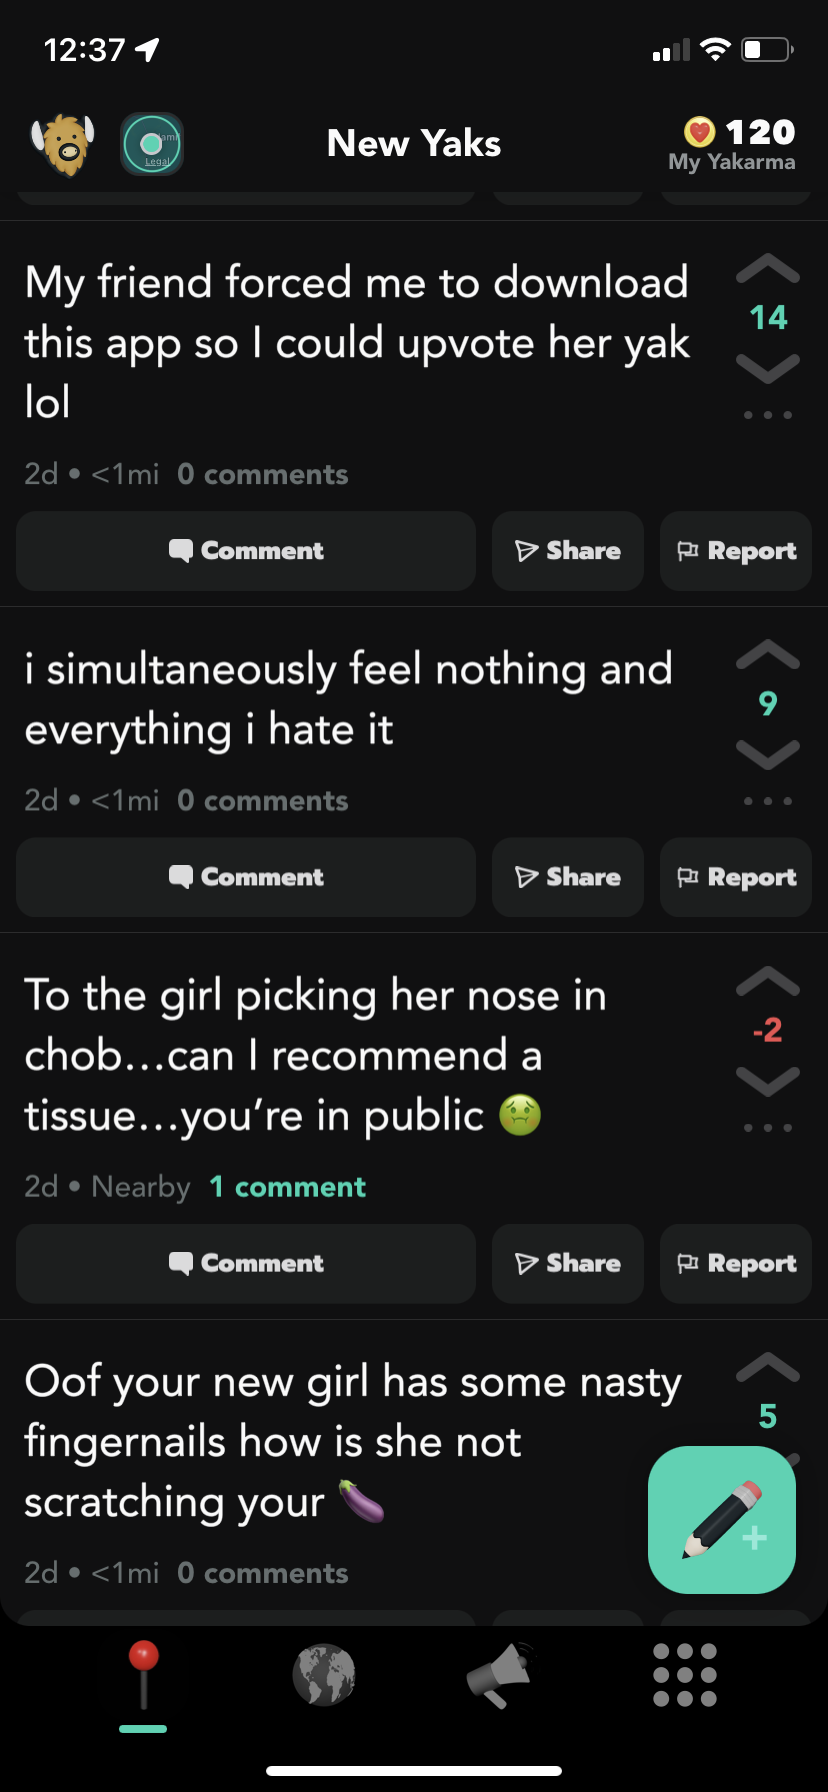 12:37
Legal
New Yaks
120
My Yakarma
My friend forced me to download
this app so I could upvote her yak
lol
14
2d • <1mi 0 comments
Comment
Share
Report
i simultaneously feel nothing and
everything i hate it
9
2d • <1mi 0 comments
Comment
Share
Report
To the girl picking her nose in
chob...can I recommend a
tissue...you’re in public 🤢
-2
2d • Nearby 1 comment
Comment
Share
Report
Oof your new girl has some nasty
fingernails how is she not
scratching your 🍆
5
2d • <1mi 0 comments